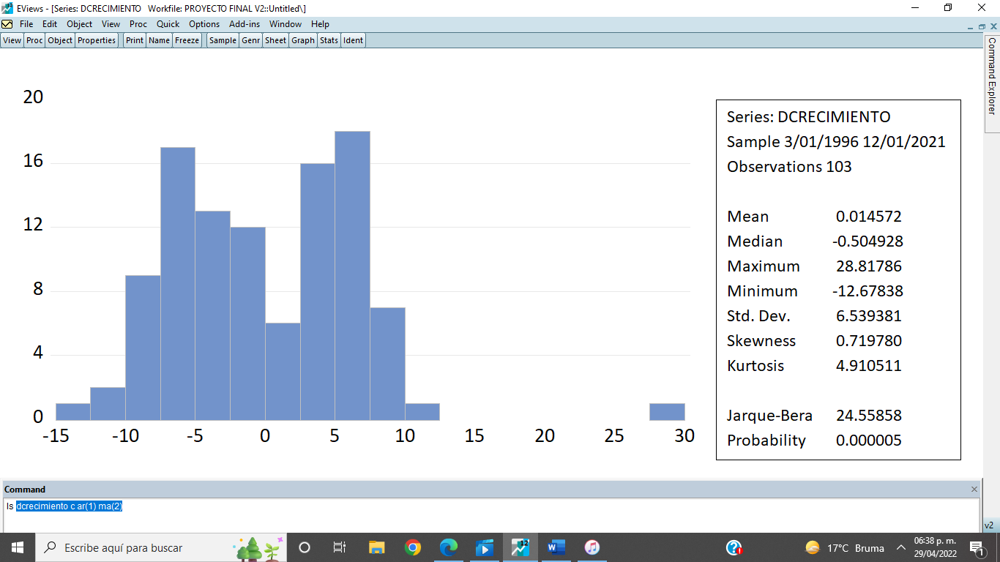 EViews - [Series: DCRECIMIENTO   Workfile: PROYECTO FINAL V2::Untitled\]
File Edit Object View Proc Quick Options Add-ins Window Help
View Proc Object Properties Print Name Freeze Sample Genr Sheet Graph Stats Ident
Command Explorer
20
16
12
8
4
0
-15 -10 -5 0 5 10 15 20 25 30
Series: DCRECIMIENTO
Sample 3/01/1996 12/01/2021
Observations 103
Mean 0.014572
Median -0.504928
Maximum 28.81786
Minimum -12.67838
Std. Dev. 6.539381
Skewness 0.719780
Kurtosis 4.910511
Jarque-Bera 24.55858
Probability 0.000005
Command
ls dcrecimiento c ar(1) ma(2)
v2
Escribe aquí para buscar
12
17°C Bruma
06:38 p. m.
29/04/2022
1